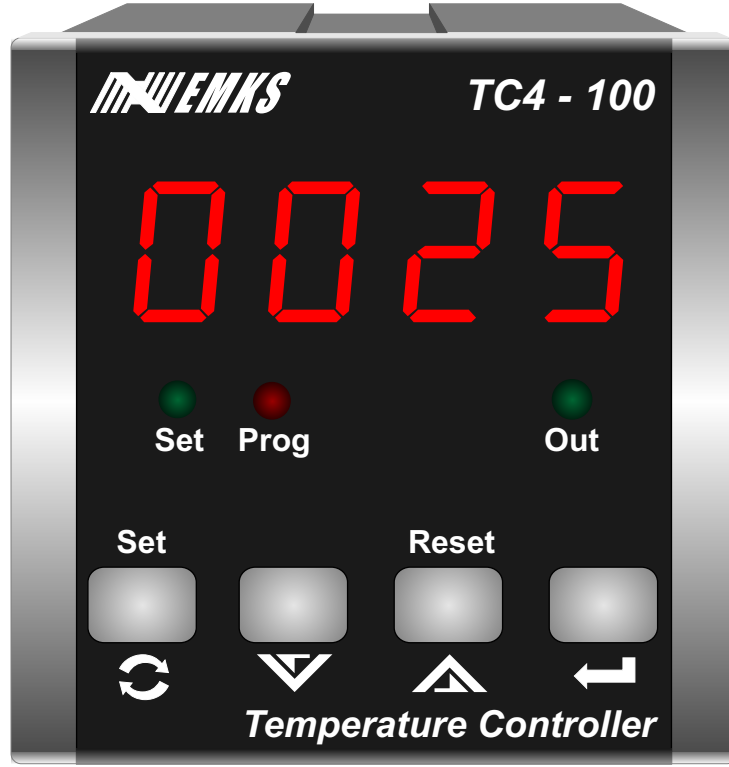 EMKS TC4 - 100
0025
Set Prog Out
Set Reset
Temperature Controller